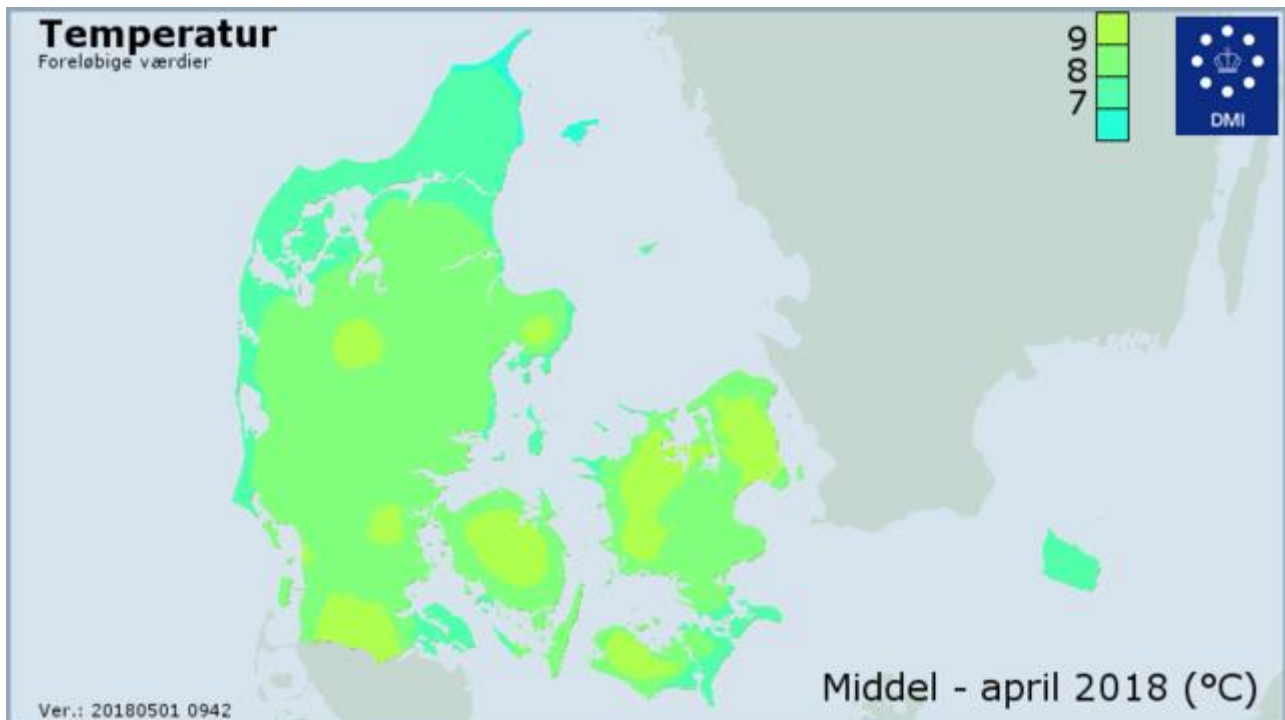 Temperatur
Foreløbige værdier
9
8
7
DMI
Middel - april 2018 (°C)
Ver.: 20180501 0942